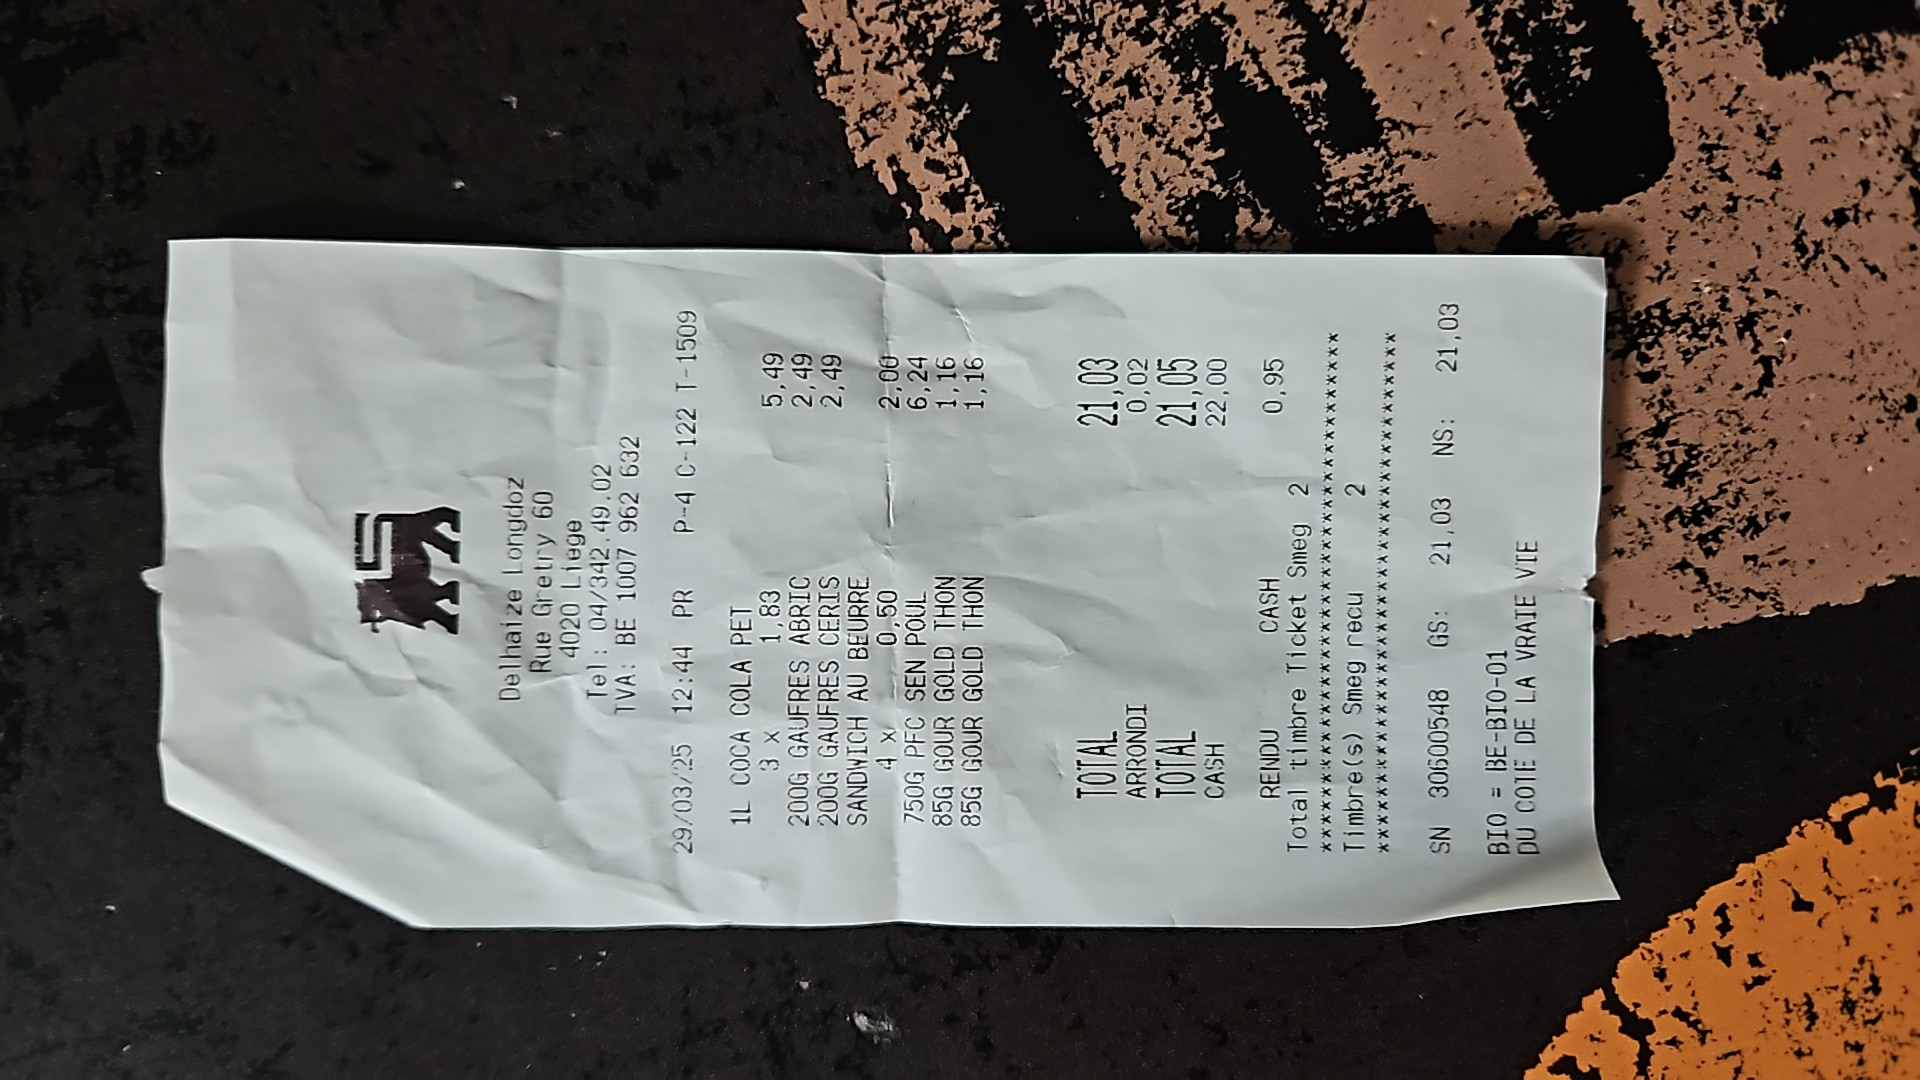 Delhaize Longdoz
Rue Gretry 60
4020 Liege
Tel: 04/342.49.02
TVA: BE 1007 962 632
29/03/25 12:44 PR P-4 C-122 T-1509
1L COCA COLA PET
3 x 1,83 5,49
200G GAUFRES ABRIC 2,49
200G GAUFRES CERIS 2,49
SANDWICH AU BEURRE
4 x 0,50 2,00
750G PFC SEN POUL 6,24
85G GOUR GOLD THON 1,16
85G GOUR GOLD THON 1,16
TOTAL 21,03
ARRONDI 0,02
TOTAL 21,05
CASH 22,00
RENDU CASH 0,95
Total timbre Ticket Smeg 2
****************************************
Timbre(s) Smeg recu 2
****************************************
SN 30600548 GS: 21,03 NS: 21,03
BIO = BE-BIO-01
DU COTE DE LA VRAIE VIE